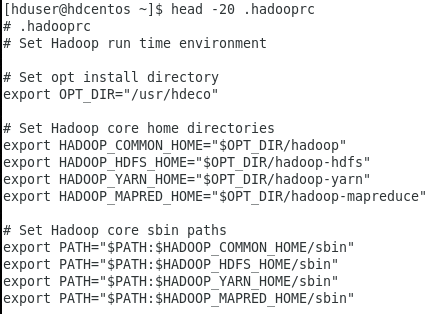 [hduser@hdcentos ~]$ head -20 .hadooprc
# .hadooprc
# Set Hadoop run time environment
# Set opt install directory
export OPT_DIR="/usr/hdeco"
# Set Hadoop core home directories
export HADOOP_COMMON_HOME="$OPT_DIR/hadoop"
export HADOOP_HDFS_HOME="$OPT_DIR/hadoop-hdfs"
export HADOOP_YARN_HOME="$OPT_DIR/hadoop-yarn"
export HADOOP_MAPRED_HOME="$OPT_DIR/hadoop-mapreduce"
# Set Hadoop core sbin paths
export PATH="$PATH:$HADOOP_COMMON_HOME/sbin"
export PATH="$PATH:$HADOOP_HDFS_HOME/sbin"
export PATH="$PATH:$HADOOP_YARN_HOME/sbin"
export PATH="$PATH:$HADOOP_MAPRED_HOME/sbin"